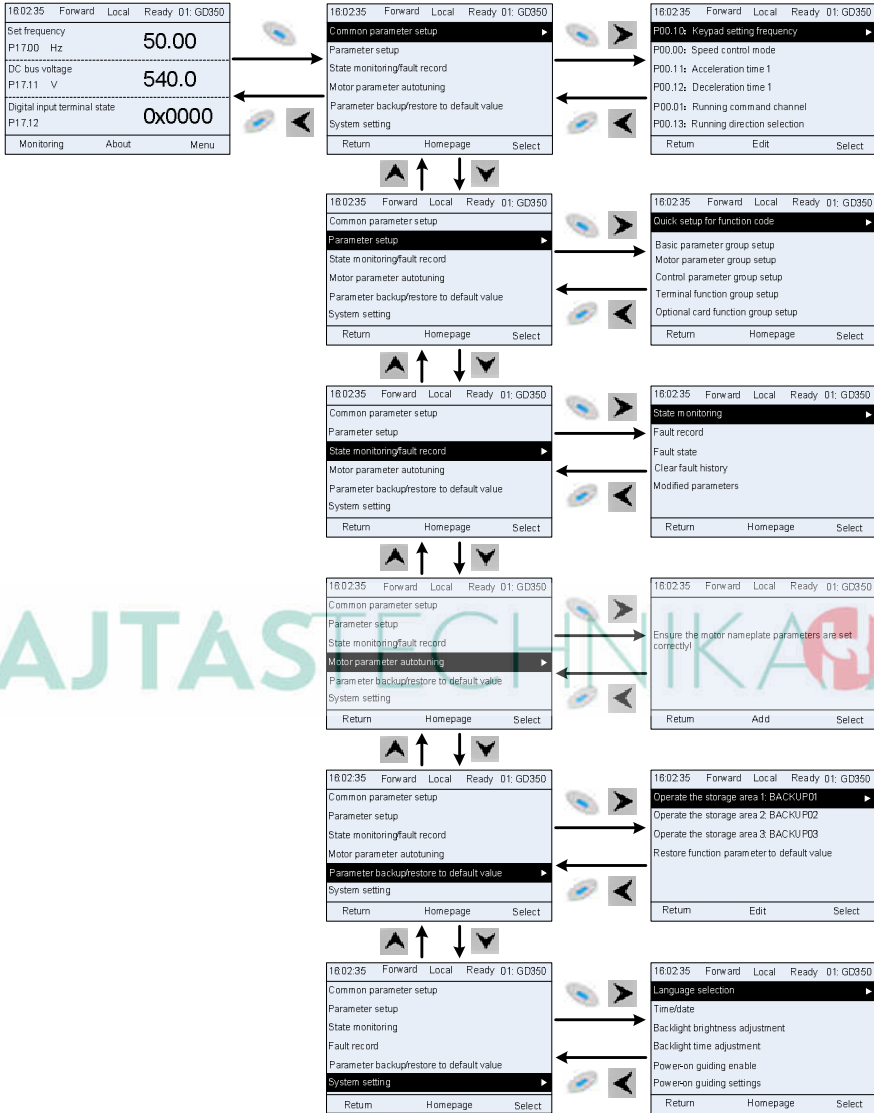 16:02:35 Forward Local Ready 01: GD350
Set frequency
P17.00 Hz 50.00
DC bus voltage
P17.11 V 540.0
Digital input terminal state
P17.12 0x0000
Monitoring About Menu
16:02:35 Forward Local Ready 01: GD350
Common parameter setup
Parameter setup
State monitoring/fault record
Motor parameter autotuning
Parameter backup/restore to default value
System setting
Return Homepage Select
16:02:35 Forward Local Ready 01: GD350
P00.10: Keypad setting frequency
P00.00: Speed control mode
P00.11: Acceleration time 1
P00.12: Deceleration time 1
P00.01: Running command channel
P00.13: Running direction selection
Return Edit Select
16:02:35 Forward Local Ready 01: GD350
Common parameter setup
Parameter setup
State monitoring/fault record
Motor parameter autotuning
Parameter backup/restore to default value
System setting
Return Homepage Select
16:02:35 Forward Local Ready 01: GD350
Quick setup for function code
Basic parameter group setup
Motor parameter group setup
Control parameter group setup
Terminal function group setup
Optional card function group setup
Return Homepage Select
16:02:35 Forward Local Ready 01: GD350
Common parameter setup
Parameter setup
State monitoring/fault record
Motor parameter autotuning
Parameter backup/restore to default value
System setting
Return Homepage Select
16:02:35 Forward Local Ready 01: GD350
State monitoring
Fault record
Fault state
Clear fault history
Modified parameters
Return Homepage Select
16:02:35 Forward Local Ready 01: GD350
Common parameter setup
Parameter setup
State monitoring/fault record
Motor parameter autotuning
Parameter backup/restore to default value
System setting
Return Homepage Select
16:02:35 Forward Local Ready 01: GD350
Ensure the motor nameplate parameters are set
correctly!
Return Add Select
AJTÁSTECHNIKA
16:02:35 Forward Local Ready 01: GD350
Common parameter setup
Parameter setup
State monitoring/fault record
Motor parameter autotuning
Parameter backup/restore to default value
System setting
Return Homepage Select
16:02:35 Forward Local Ready 01: GD350
Operate the storage area 1: BACKUP01
Operate the storage area 2: BACKUP02
Operate the storage area 3: BACKUP03
Restore function parameter to default value
Return Edit Select
16:02:35 Forward Local Ready 01: GD350
Common parameter setup
Parameter setup
State monitoring
Fault record
Parameter backup/restore to default value
System setting
Return Homepage Select
16:02:35 Forward Local Ready 01: GD350
Language selection
Time/date
Backlight brightness adjustment
Backlight time adjustment
Power-on guiding enable
Power-on guiding settings
Return Homepage Select